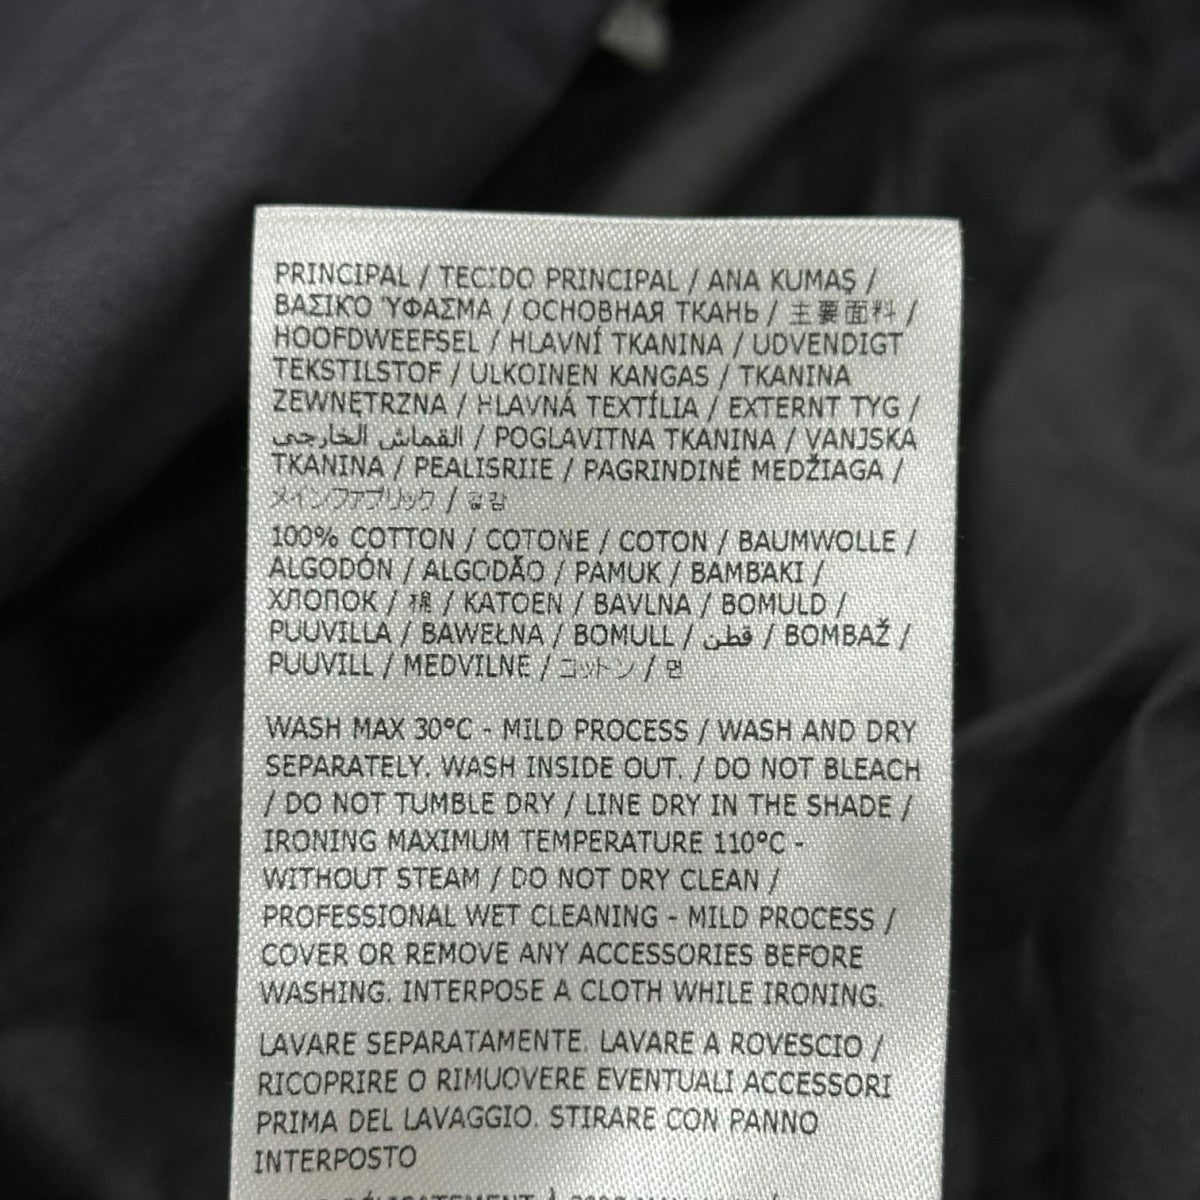 PRINCIPAL / TECIDO PRINCIPAL / ANA KUMAŞ /
ΒΑΣΙΚΌ ΎΦΑΣΜΑ / ОСНОВНАЯ ТКАНЬ / 主要面料 /
HOOFDWEEFSEL / HLAVNÍ TKANINA / UDVENDIGT
TEKSTILSTOF / ULKOINEN KANGAS / TKANINA
ZEWNĘTRZNA / HLAVNÁ TEXTÍLIA / EXTERNT TYG /
القماش الخارجي / POGLAVITNA TKANINA / VANJSKA
TKANINA / PEALISRIIE / PAGRINDINĖ MEDŽIAGA /
メインファブリック / 겉감
100% COTTON / COTONE / COTON / BAUMWOLLE /
ALGODÓN / ALGODÃO / PAMUK / ΒΑΜΒΆΚΙ /
ХЛОПОК / 棉 / KATOEN / BAVLNA / BOMULD /
PUUVILLA / BAWEŁNA / BOMULL / قطن / BOMBAŽ /
PUUVILL / MEDVILNĖ / コットン / 면
WASH MAX 30°C - MILD PROCESS / WASH AND DRY
SEPARATELY. WASH INSIDE OUT. / DO NOT BLEACH
/ DO NOT TUMBLE DRY / LINE DRY IN THE SHADE /
IRONING MAXIMUM TEMPERATURE 110°C -
WITHOUT STEAM / DO NOT DRY CLEAN /
PROFESSIONAL WET CLEANING - MILD PROCESS /
COVER OR REMOVE ANY ACCESSORIES BEFORE
WASHING. INTERPOSE A CLOTH WHILE IRONING.
LAVARE SEPARATAMENTE. LAVARE A ROVESCIO /
RICOPRIRE O RIMUOVERE EVENTUALI ACCESSORI
PRIMA DEL LAVAGGIO. STIRARE CON PANNO
INTERPOSTO